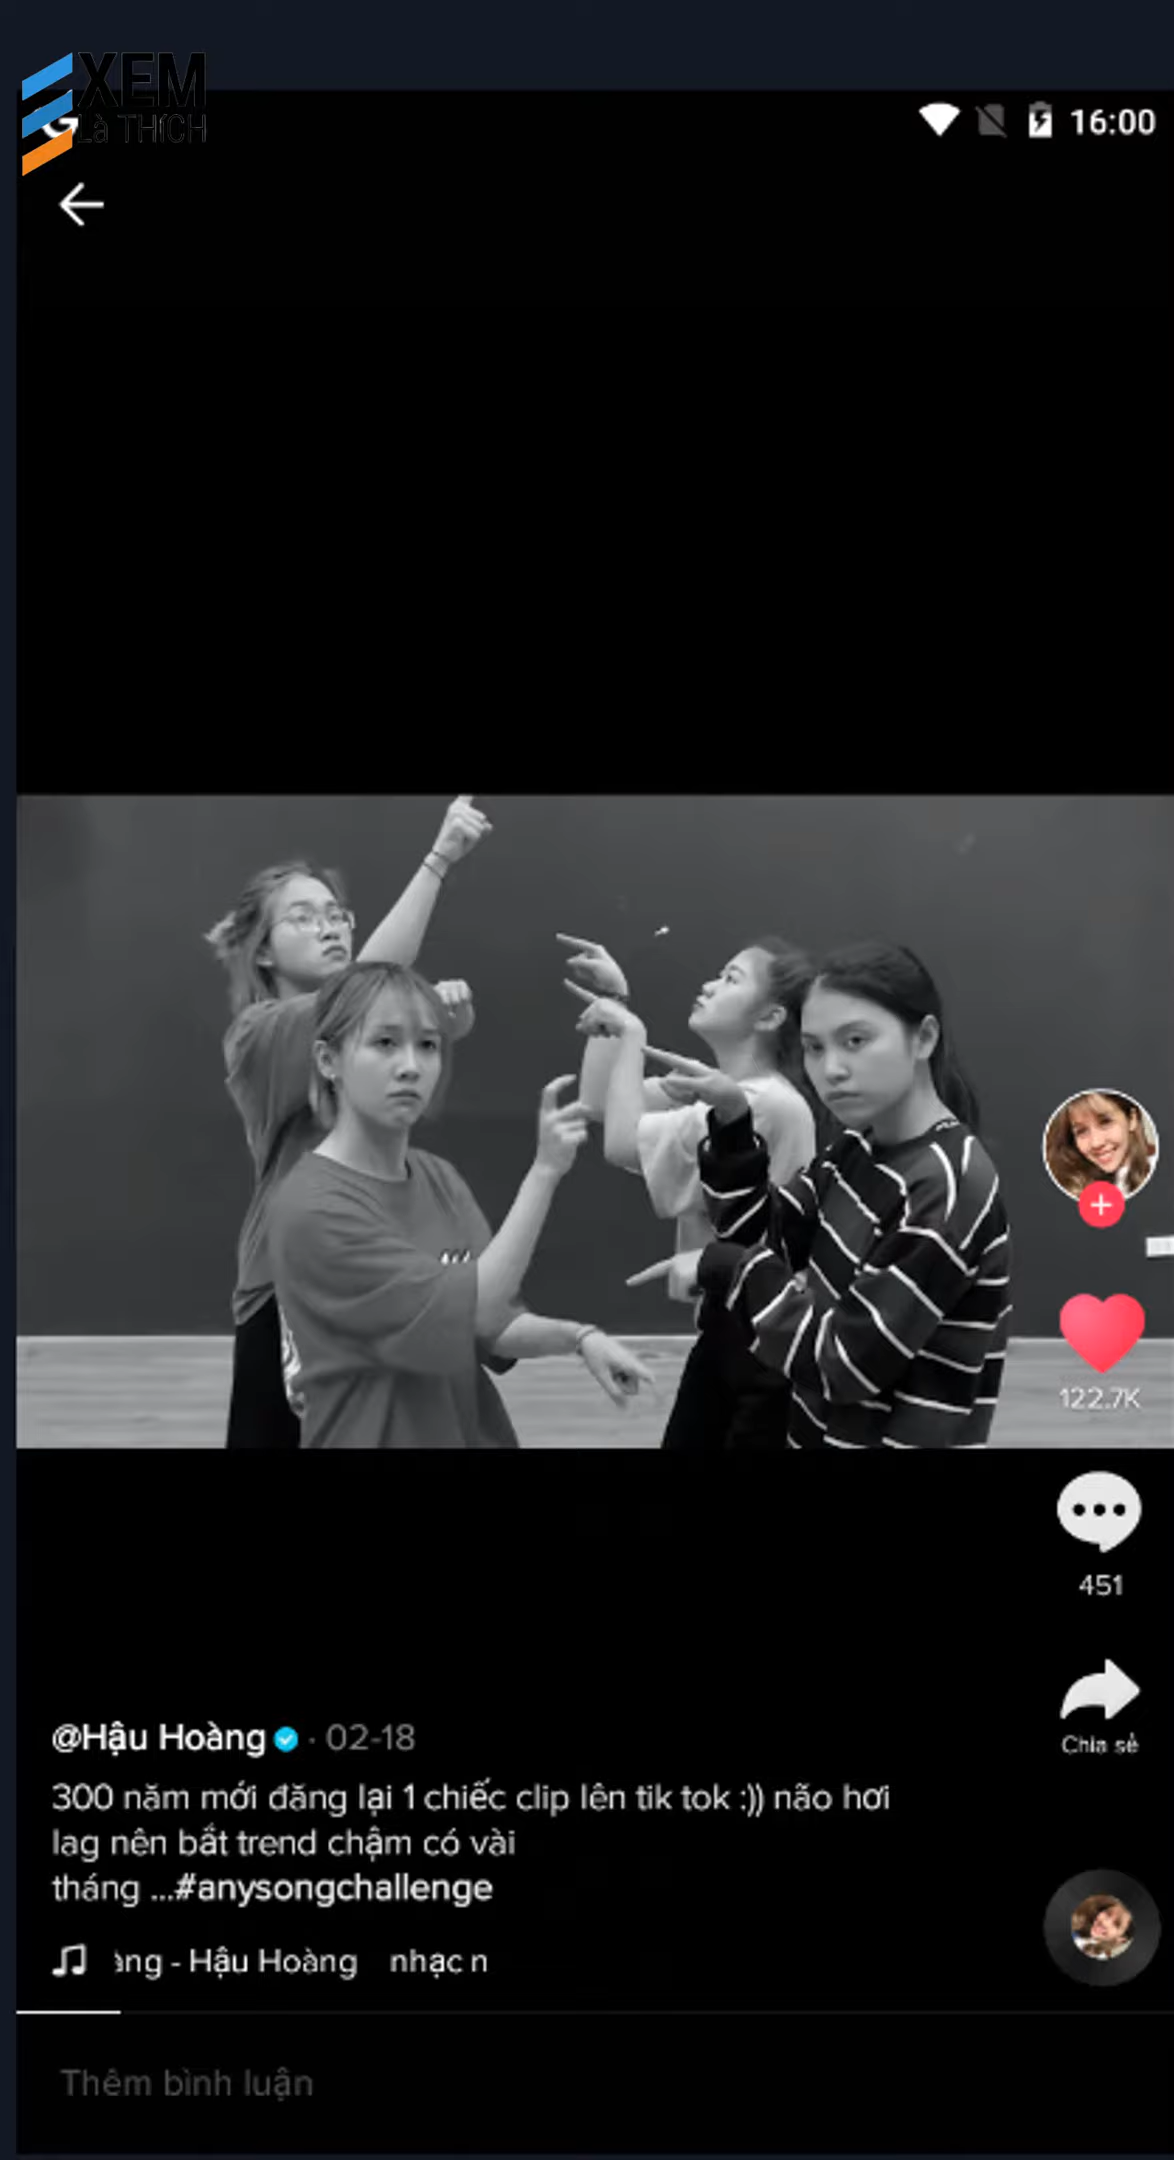 XEM
Là THÍCH
16:00
122.7K
451
Chia sẻ
@Hậu Hoàng · 02-18
300 năm mới đăng lại 1 chiếc clip lên tik tok :)) não hơi
lag nên bắt trend chậm có vài
tháng ...#anysongchallenge
àng - Hậu Hoàng nhạc n
Thêm bình luận